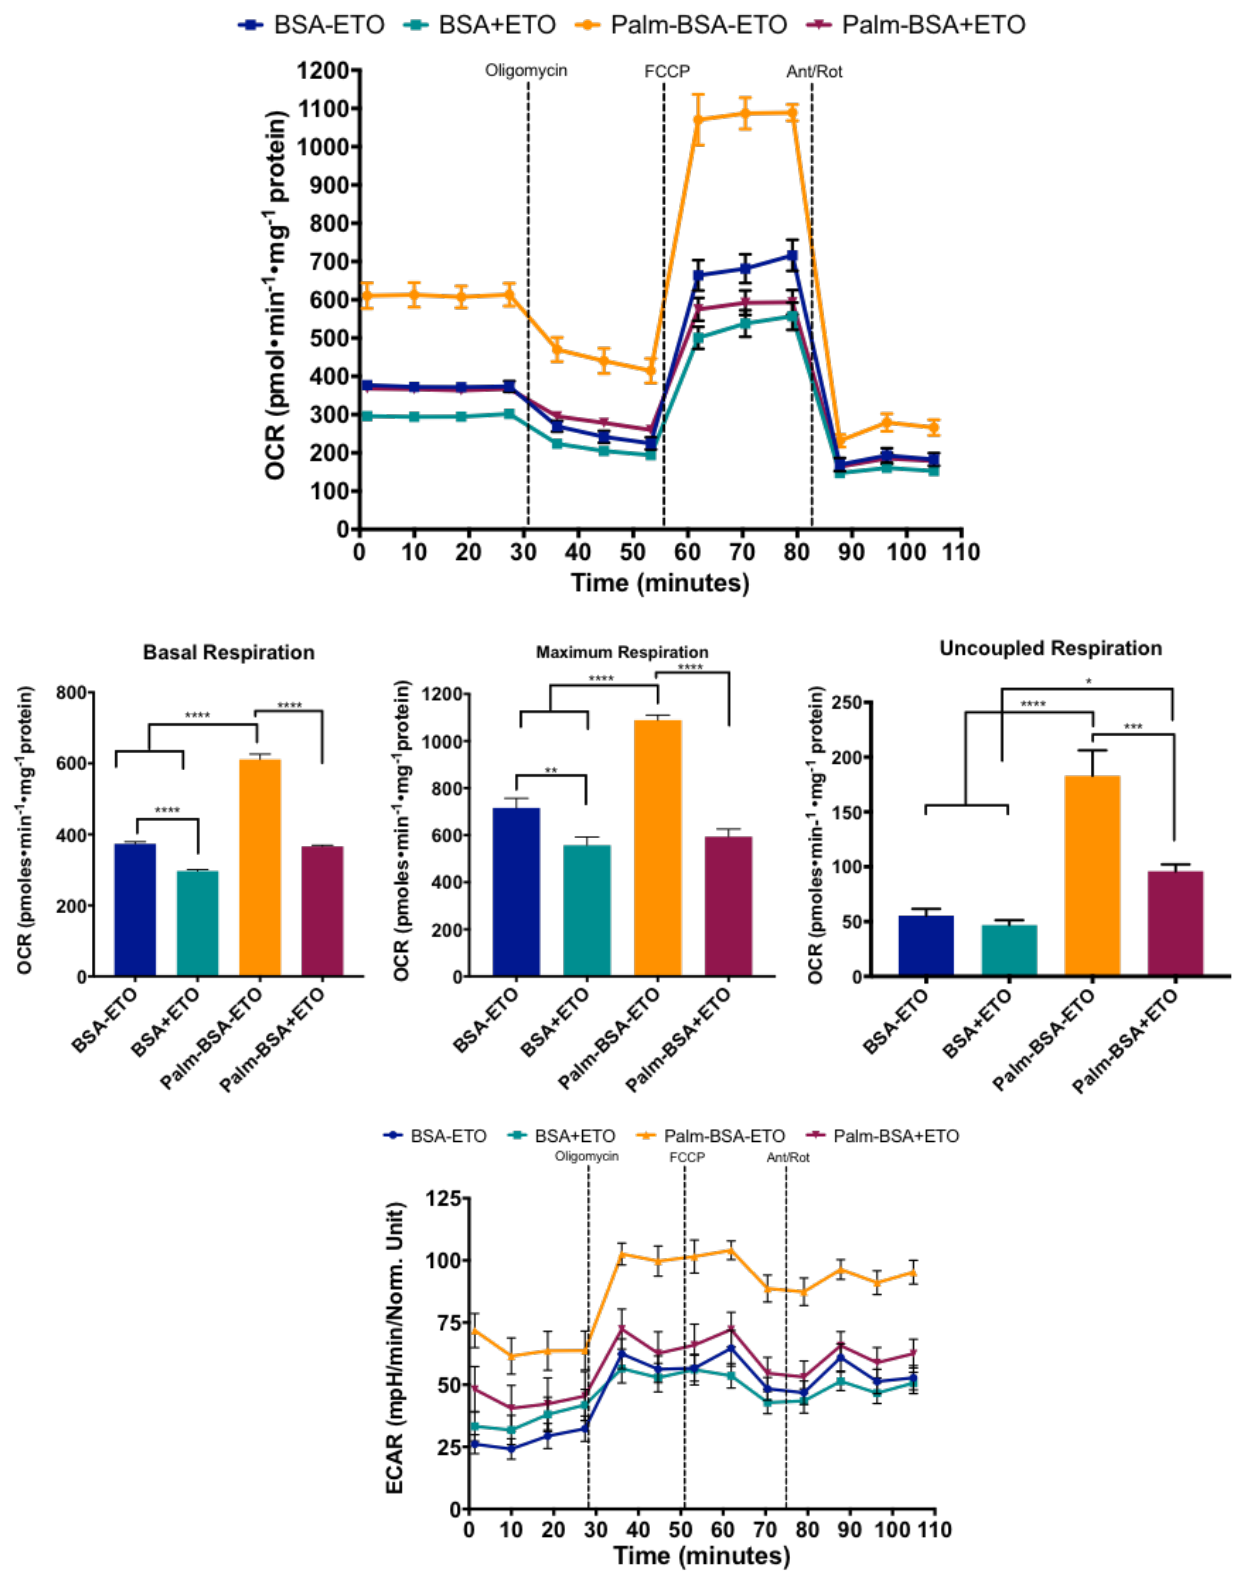 BSA-ETO BSA+ETO Palm-BSA-ETO Palm-BSA+ETO
Oligomycin FCCP Ant/Rot
OCR (pmol•min⁻¹•mg⁻¹ protein)
1200
1100
1000
900
800
700
600
500
400
300
200
100
0
0 10 20 30 40 50 60 70 80 90 100 110
Time (minutes)
Basal Respiration
OCR (pmoles•min⁻¹•mg⁻¹protein)
800
600
400
200
0
****
****
****
BSA-ETO
BSA+ETO
Palm-BSA-ETO
Palm-BSA+ETO
Maximum Respiration
OCR (pmoles•min⁻¹•mg⁻¹protein)
1200
1000
800
600
400
200
0
****
****
**
BSA-ETO
BSA+ETO
Palm-BSA-ETO
Palm-BSA+ETO
Uncoupled Respiration
OCR (pmoles•min-¹•mg⁻¹ protein)
250
200
150
100
50
0
*
****
***
BSA-ETO
BSA+ETO
Palm-BSA-ETO
Palm-BSA+ETO
BSA-ETO BSA+ETO Palm-BSA-ETO Palm-BSA+ETO
Oligomycin FCCP Ant/Rot
ECAR (mpH/min/Norm. Unit)
125
100
75
50
25
0
0 10 20 30 40 50 60 70 80 90 100 110
Time (minutes)